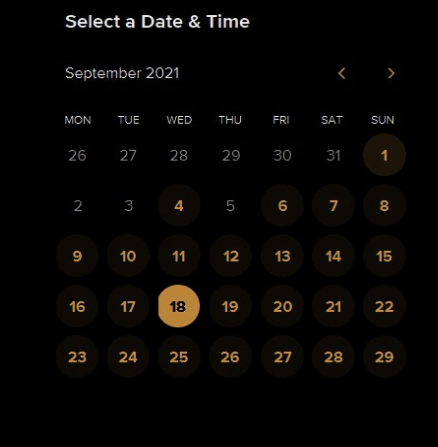 Select a Date & Time
September 2021
MON TUE WED THU FRI SAT SUN
26 27 28 29 30 31 1
2 3 4 5 6 7 8
9 10 11 12 13 14 15
16 17 18 19 20 21 22
23 24 25 26 27 28 29